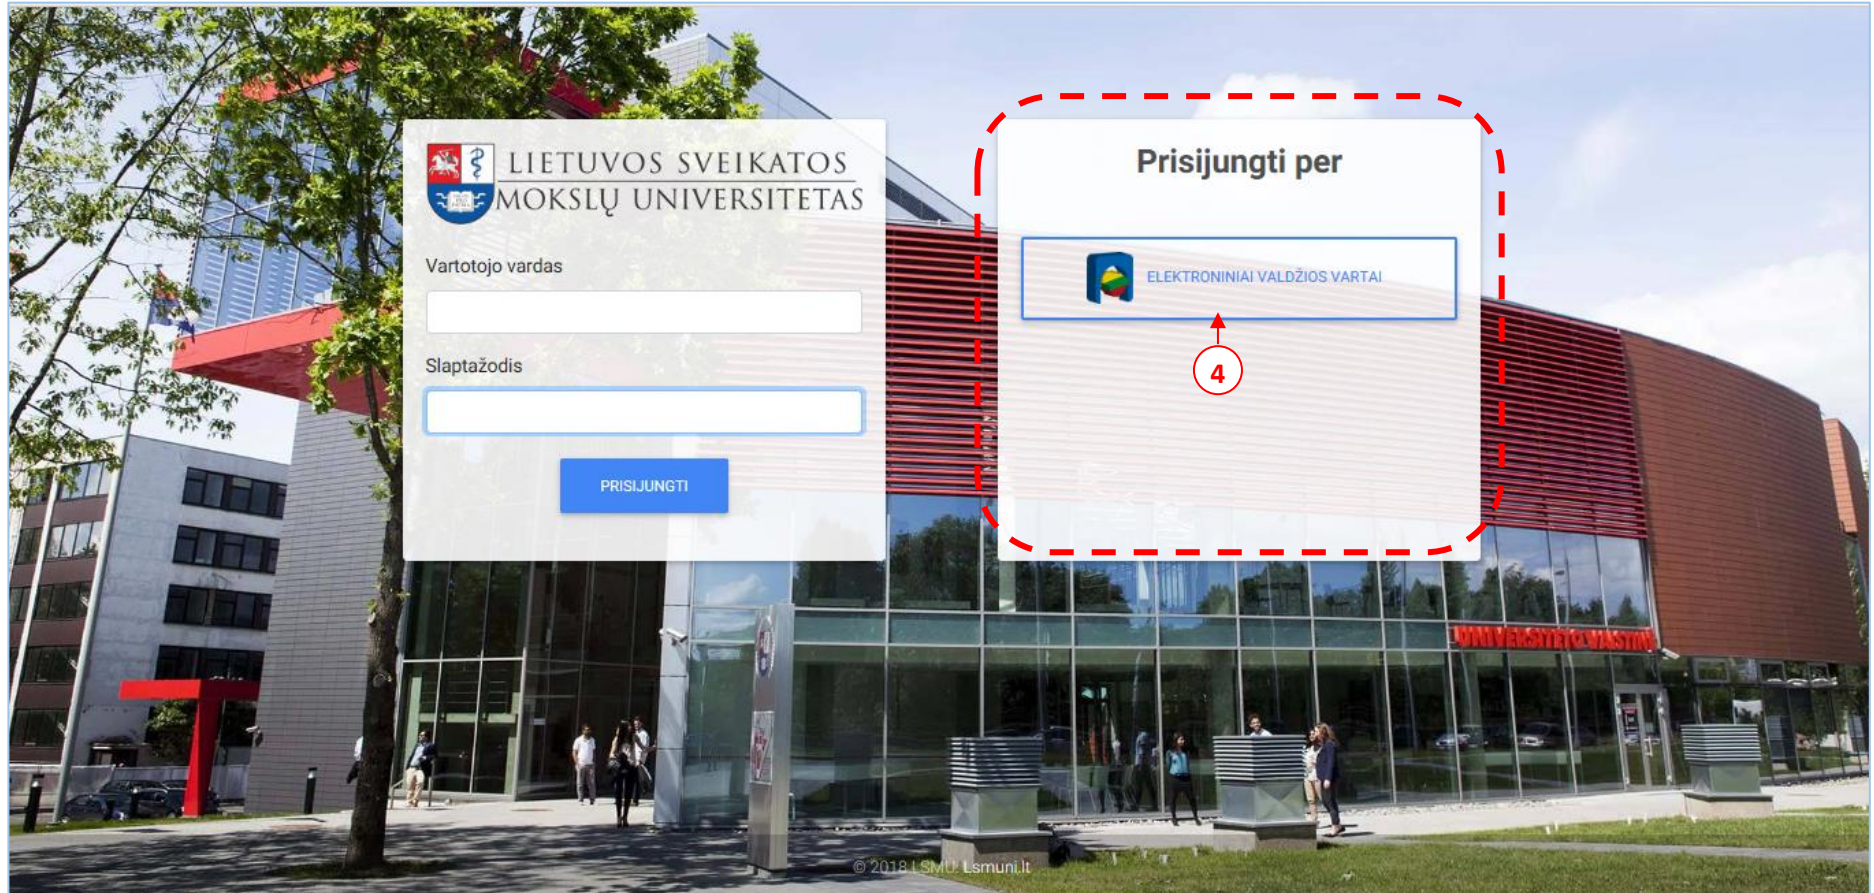 LIETUVOS SVEIKATOS
MOKSLŲ UNIVERSITETAS
Vartotojo vardas
Slaptažodis
PRISIJUNGTI
Prisijungti per
ELEKTRONINIAI VALDŽIOS VARTAI
4
UNIVERSITETO VAISTINĖ
© 2018 LSMU. Lsmuni.lt